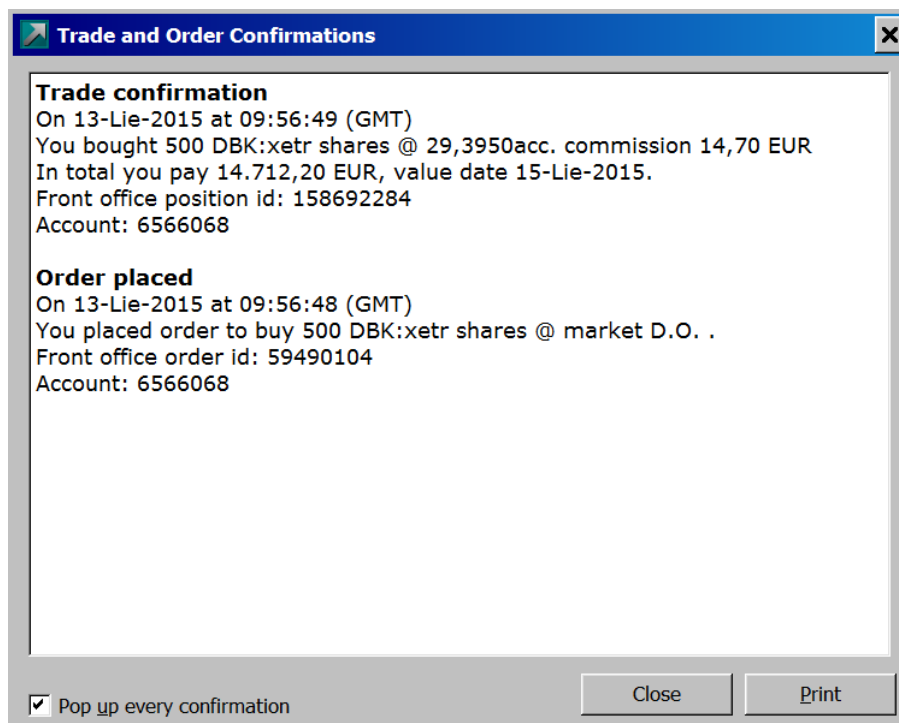 Trade and Order Confirmations
Trade confirmation
On 13-Lie-2015 at 09:56:49 (GMT)
You bought 500 DBK:xetr shares @ 29,3950acc. commission 14,70 EUR
In total you pay 14.712,20 EUR, value date 15-Lie-2015.
Front office position id: 158692284
Account: 6566068
Order placed
On 13-Lie-2015 at 09:56:48 (GMT)
You placed order to buy 500 DBK:xetr shares @ market D.O. .
Front office order id: 59490104
Account: 6566068
Pop up every confirmation
Close
Print